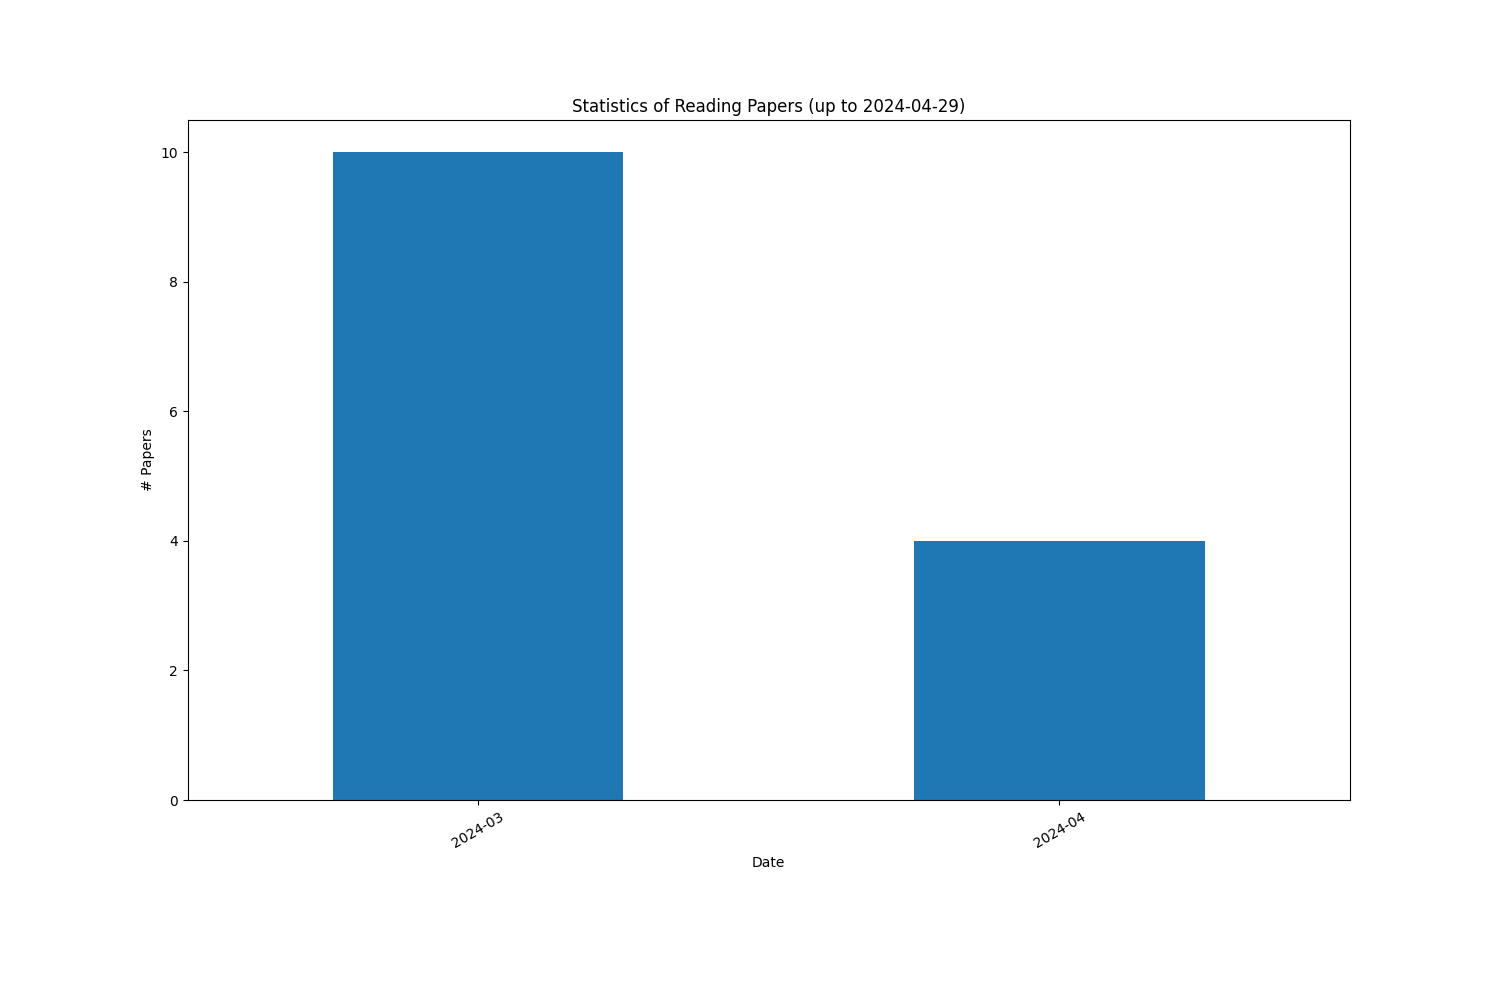 Statistics of Reading Papers (up to 2024-04-29)
10
8
6
4
2
0
# Papers
2024-03
2024-04
Date